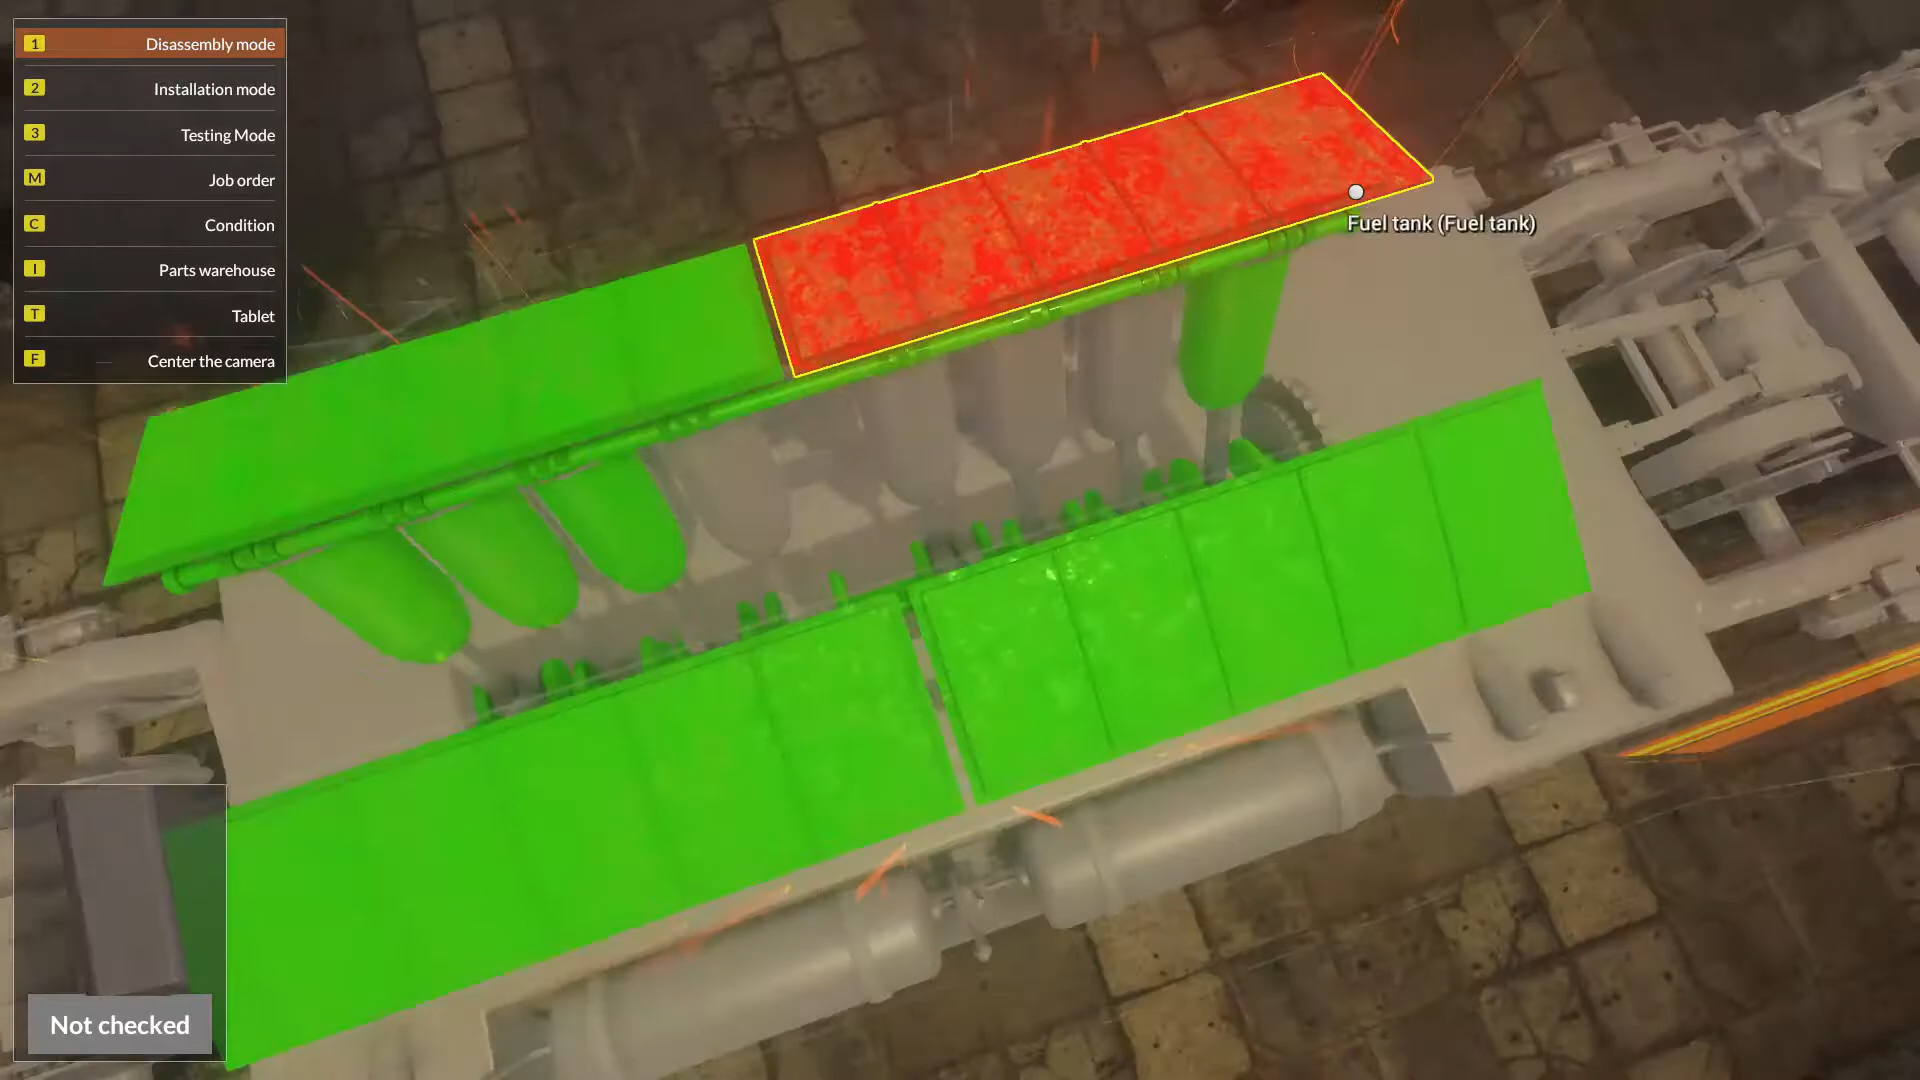 1 Disassembly mode
2 Installation mode
3 Testing Mode
M Job order
C Condition
I Parts warehouse
T Tablet
F Center the camera
Fuel tank (Fuel tank)
Not checked